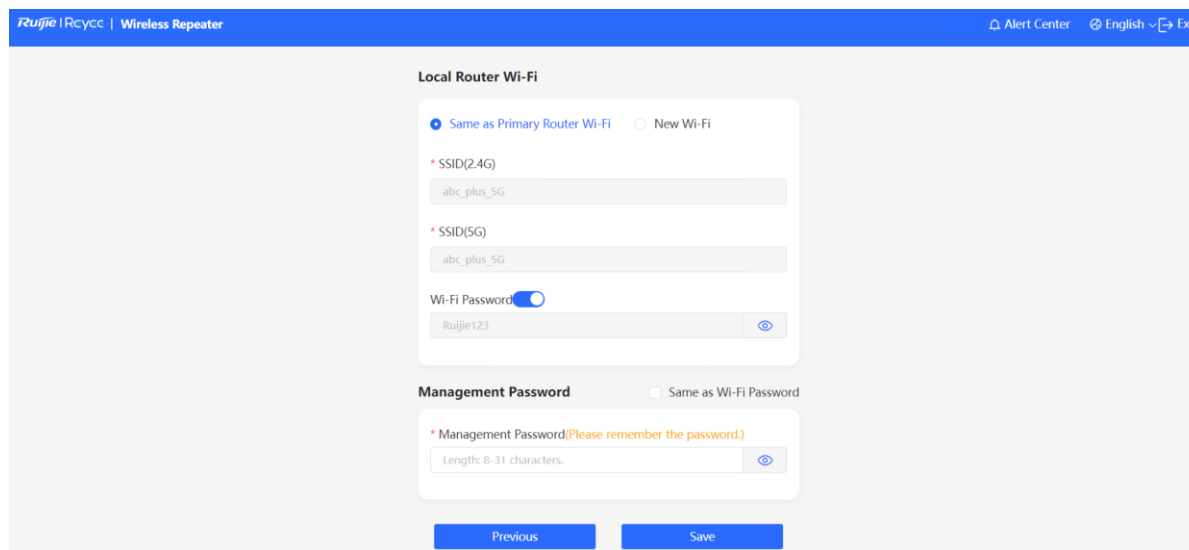 Ruijie | Rcycc | Wireless Repeater
Alert Center English Ex
Local Router Wi-Fi
Same as Primary Router Wi-Fi New Wi-Fi
* SSID(2.4G)
abc_plus_5G
* SSID(5G)
abc_plus_5G
Wi-Fi Password
Ruijie123
Management Password Same as Wi-Fi Password
* Management Password(Please remember the password.)
Length: 8-31 characters.
Previous Save